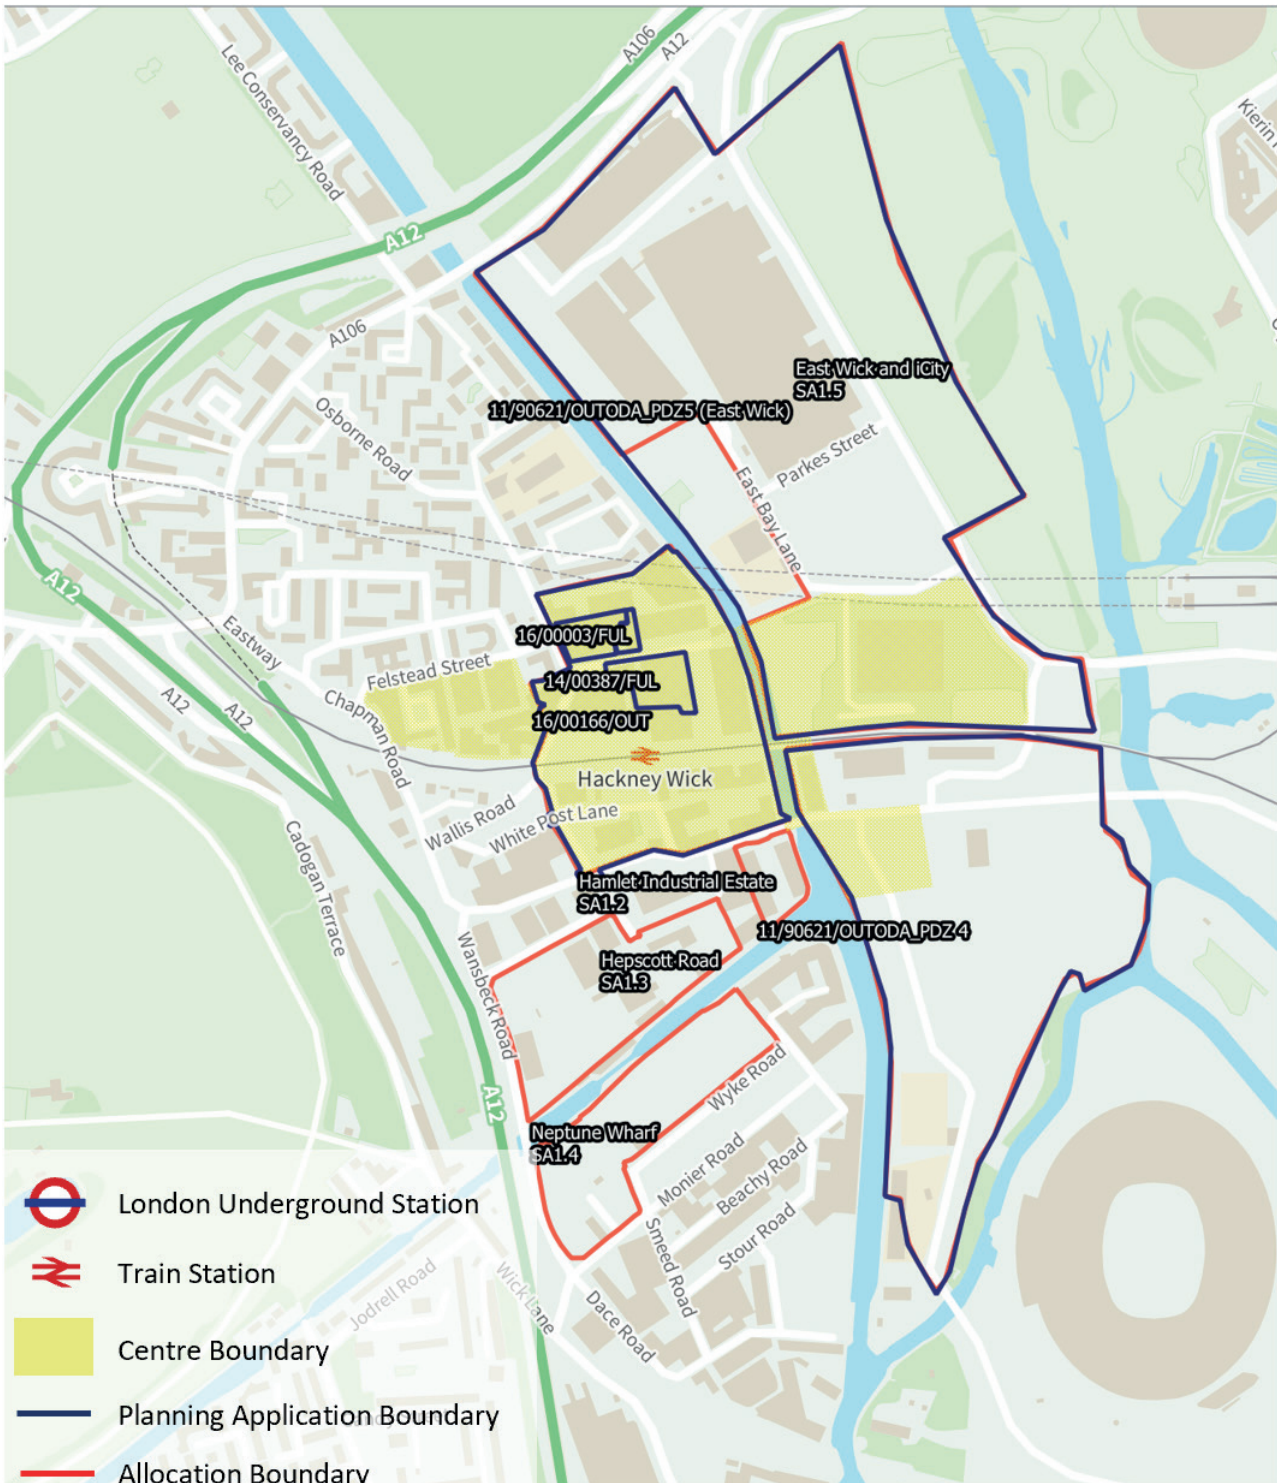 A106
A12
Kierin
Lee Conservancy Road
A12
A106
East Wick and iCity
SA1.5
11/90621/OUTODA_PDZ5 (East Wick)
Osborne Road
Parkes Street
East Bay Lane
A12
Eastway
16/00003/FUL
Felstead Street
14/00387/FUL
A12
A12
Chapman Road
16/00166/OUT
Hackney Wick
Wallis Road
White Post Lane
Cadogan Terrace
Hamlet Industrial Estate
SA1.2
11/90621/OUTODA_PDZ 4
Wansbeck Road
Hepscott Road
SA1.3
Wyke Road
A12
Neptune Wharf
SA1.4
Monier Road
Beachy Road
Stour Road
Smeed Road
Jodrell Road
Wick Lane
Dace Road
London Underground Station
Train Station
Centre Boundary
Planning Application Boundary
Allocation Boundary